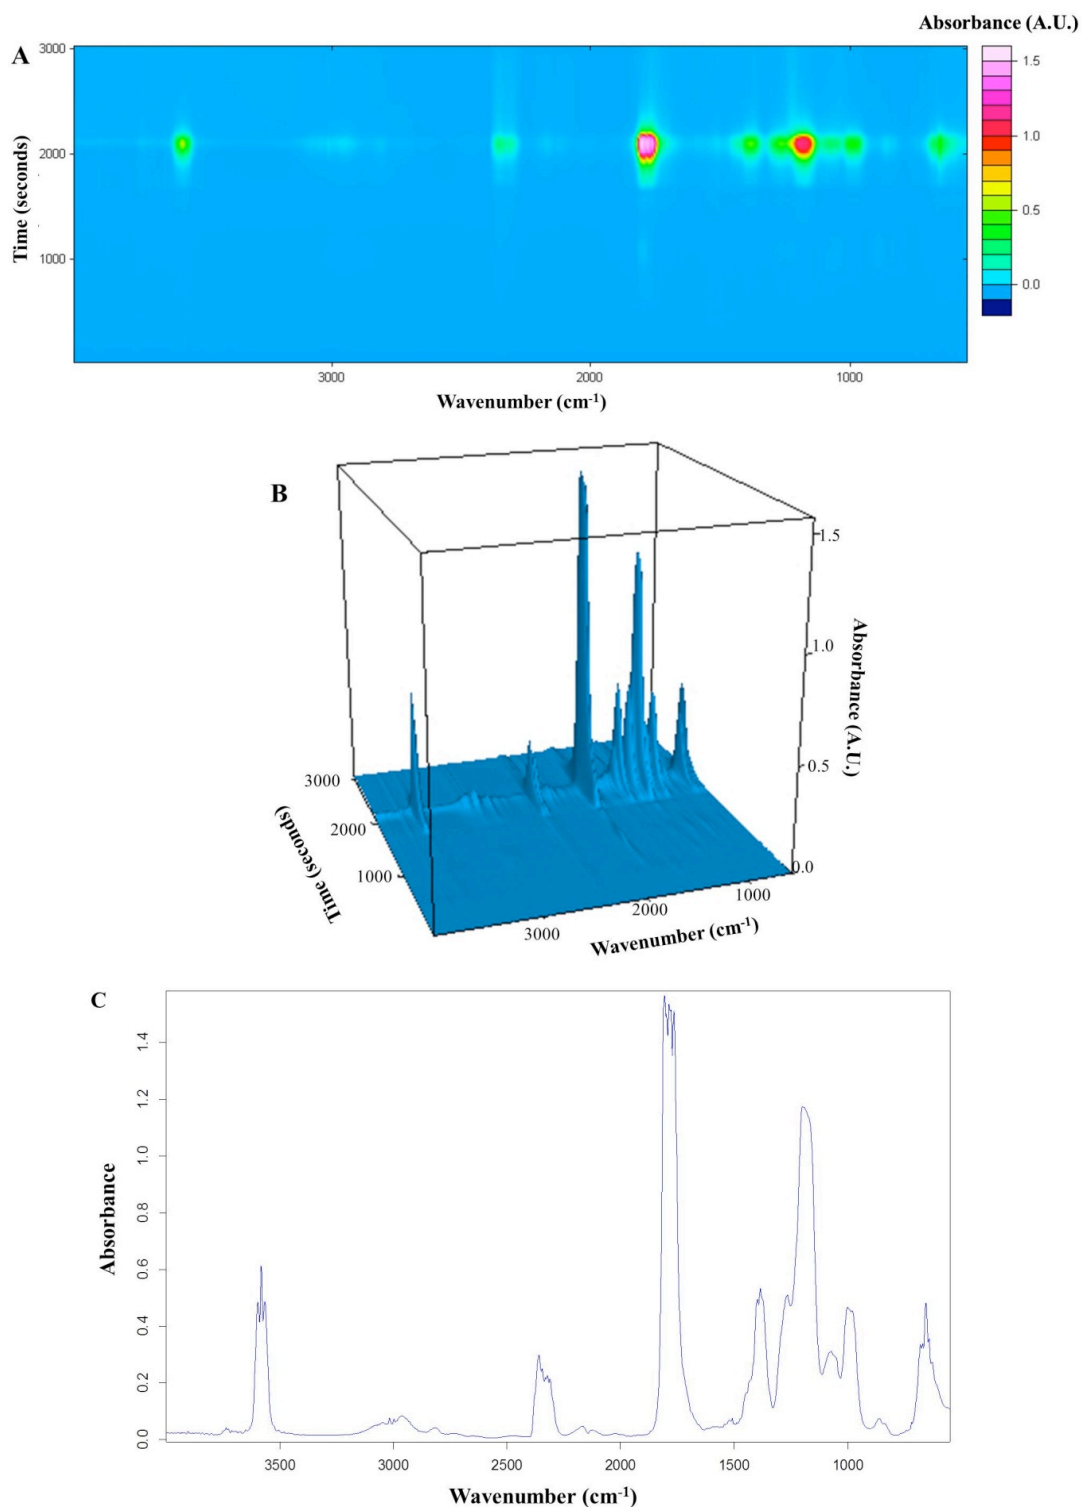 Absorbance (A.U.)
A
3000
2000
1000
Time (seconds)
1.5
1.0
0.5
0.0
3000 2000 1000
Wavenumber (cm-1)
B
1.5
1.0
0.5
0.0
Absorbance (A.U.)
3000
2000
1000
Time (seconds)
3000 2000 1000
Wavenumber (cm-1)
C
1.4
1.2
1.0
0.8
0.6
0.4
0.2
0.0
Absorbance
3500 3000 2500 2000 1500 1000
Wavenumber (cm-1)